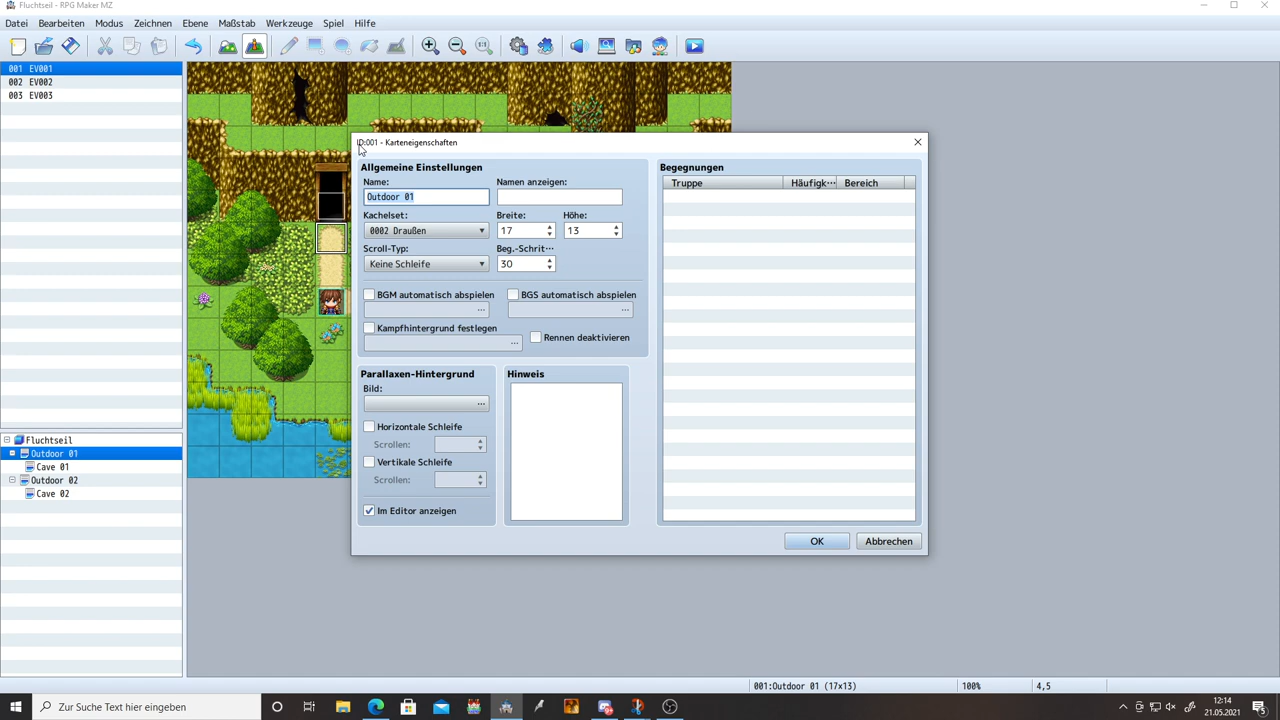 Fluchtseil - RPG Maker MZ
Datei Bearbeiten Modus Zeichnen Ebene Maßstab Werkzeuge Spiel Hilfe
001 EV001
002 EV002
003 EV003
ID:001 - Karteneigenschaften
Allgemeine Einstellungen
Name: Namen anzeigen:
Outdoor 01
Kachelset: Breite: Höhe:
0002 Draußen 17 13
Scroll-Typ: Beg.-Schrit···
Keine Schleife 30
BGM automatisch abspielen BGS automatisch abspielen
Kampfhintergrund festlegen
Rennen deaktivieren
Parallaxen-Hintergrund
Bild:
Horizontale Schleife
Scrollen:
Vertikale Schleife
Scrollen:
Im Editor anzeigen
Hinweis
Begegnungen
Truppe Häufigk··· Bereich
OK Abbrechen
Fluchtseil
Outdoor 01
Cave 01
Outdoor 02
Cave 02
001:Outdoor 01 (17x13) 100% 4,5
Zur Suche Text hier eingeben
12:14
21.05.2021
5